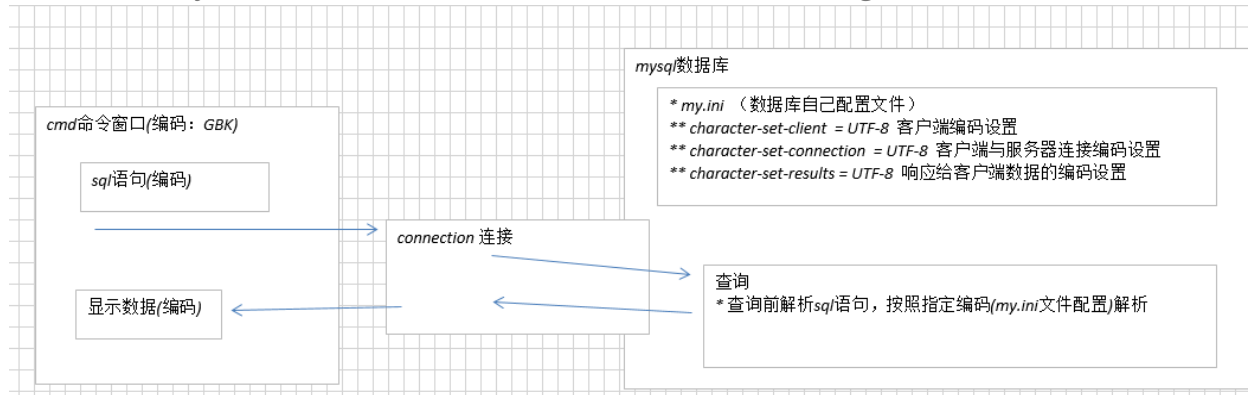 cmd命令窗口(编码：GBK)
sql语句(编码)
显示数据(编码)
connection 连接
mysql数据库
* my.ini （数据库自己配置文件）
** character-set-client = UTF-8 客户端编码设置
** character-set-connection = UTF-8 客户端与服务器连接编码设置
** character-set-results = UTF-8 响应给客户端数据的编码设置
查询
* 查询前解析sql语句，按照指定编码(my.ini文件配置)解析